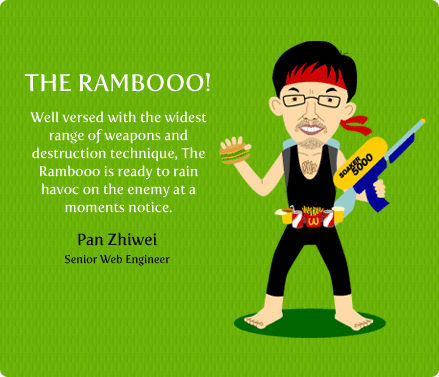 THE RAMBOOO!
Well versed with the widest
range of weapons and
destruction technique, The
Rambooo is ready to rain
havoc on the enemy at a
moments notice.
Pan Zhiwei
Senior Web Engineer
SOAKER
5000
M